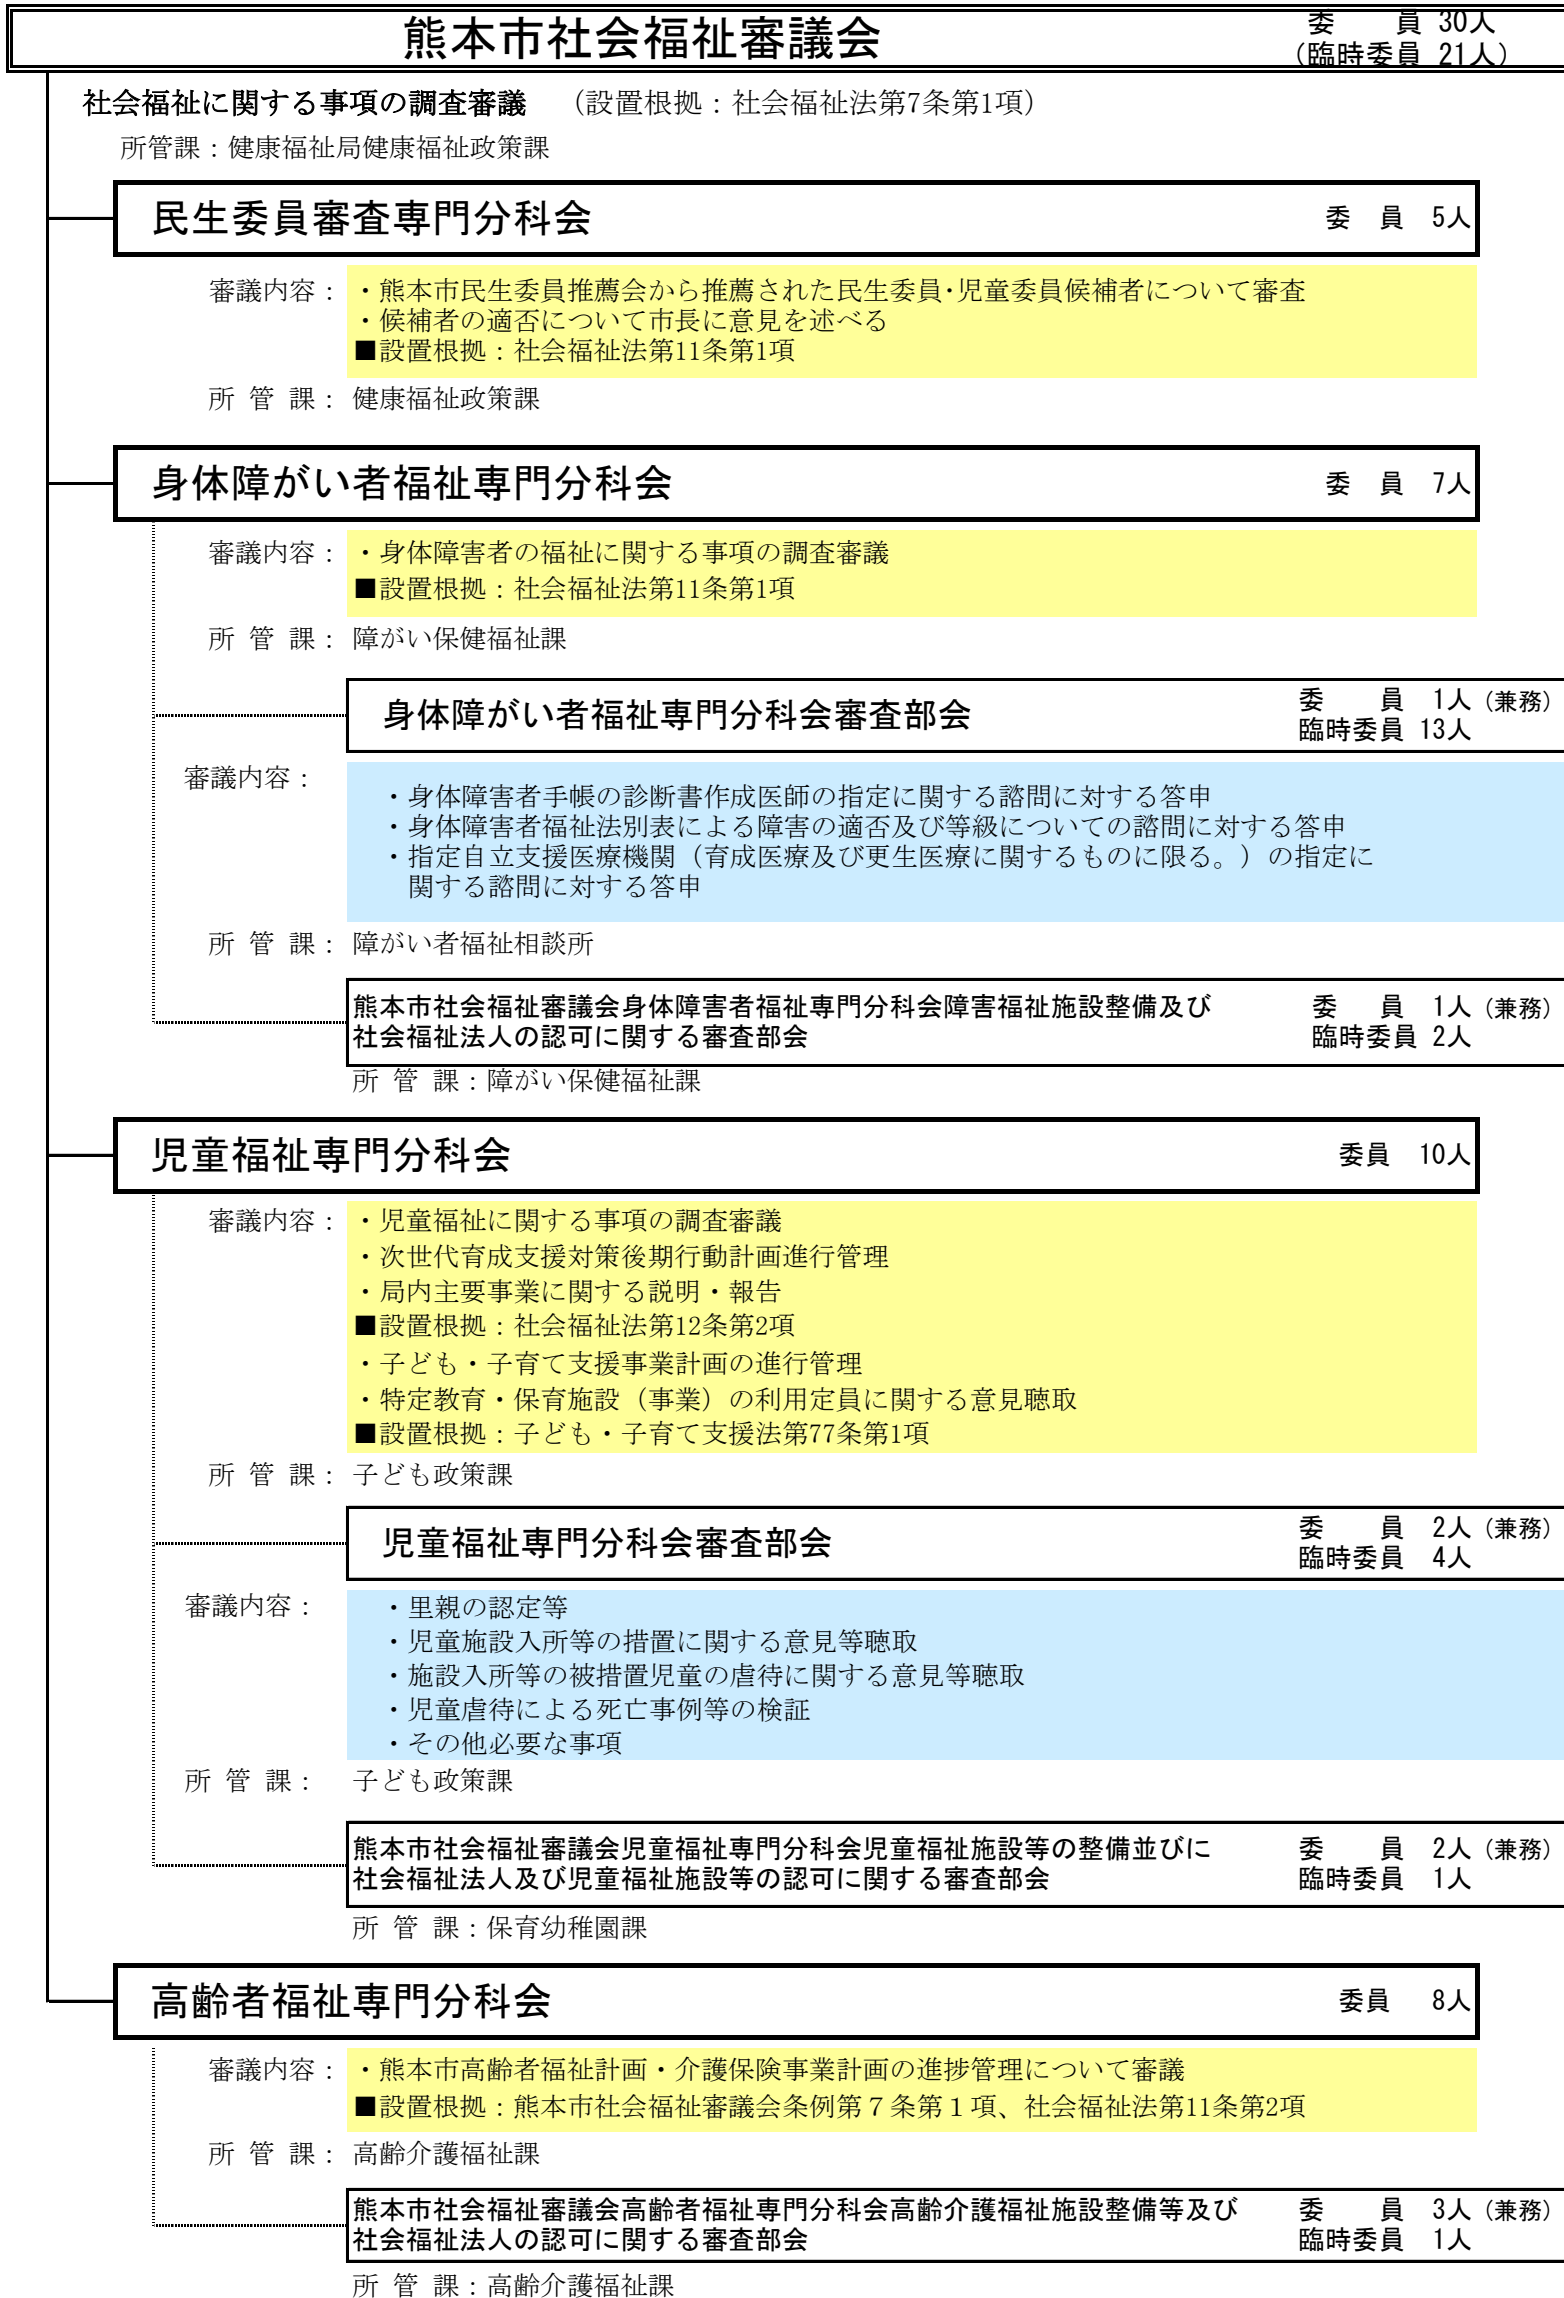 熊本市社会福祉審議会
委　　員 30人
（臨時委員 21人）
社会福祉に関する事項の調査審議　（設置根拠：社会福祉法第7条第1項）
所管課：健康福祉局健康福祉政策課
民生委員審査専門分科会　委　員　5人
審議内容：・熊本市民生委員推薦会から推薦された民生委員･児童委員候補者について審査
・候補者の適否について市長に意見を述べる
■設置根拠：社会福祉法第11条第1項
所 管 課：健康福祉政策課
身体障がい者福祉専門分科会　委　員　7人
審議内容：・身体障害者の福祉に関する事項の調査審議
■設置根拠：社会福祉法第11条第1項
所 管 課：障がい保健福祉課
身体障がい者福祉専門分科会審査部会
委　　員　1人（兼務）
臨時委員 13人
審議内容：
・身体障害者手帳の診断書作成医師の指定に関する諮問に対する答申
・身体障害者福祉法別表による障害の適否及び等級についての諮問に対する答申
・指定自立支援医療機関（育成医療及び更生医療に関するものに限る。）の指定に
関する諮問に対する答申
所 管 課：障がい者福祉相談所
熊本市社会福祉審議会身体障害者福祉専門分科会障害福祉施設整備及び　委　　員　1人（兼務）
社会福祉法人の認可に関する審査部会　臨時委員 2人
所 管 課：障がい保健福祉課
児童福祉専門分科会　委員　10人
審議内容：・児童福祉に関する事項の調査審議
・次世代育成支援対策後期行動計画進行管理
・局内主要事業に関する説明・報告
■設置根拠：社会福祉法第12条第2項
・子ども・子育て支援事業計画の進行管理
・特定教育・保育施設（事業）の利用定員に関する意見聴取
■設置根拠：子ども・子育て支援法第77条第1項
所 管 課：子ども政策課
児童福祉専門分科会審査部会
委　　員　2人（兼務）
臨時委員　4人
審議内容：・里親の認定等
・児童施設入所等の措置に関する意見等聴取
・施設入所等の被措置児童の虐待に関する意見等聴取
・児童虐待による死亡事例等の検証
・その他必要な事項
所 管 課：子ども政策課
熊本市社会福祉審議会児童福祉専門分科会児童福祉施設等の整備並びに　委　　員　2人（兼務）
社会福祉法人及び児童福祉施設等の認可に関する審査部会　臨時委員　1人
所 管 課：保育幼稚園課
高齢者福祉専門分科会　委員　8人
審議内容：・熊本市高齢者福祉計画・介護保険事業計画の進捗管理について審議
■設置根拠：熊本市社会福祉審議会条例第７条第１項、社会福祉法第11条第2項
所 管 課：高齢介護福祉課
熊本市社会福祉審議会高齢者福祉専門分科会高齢介護福祉施設整備等及び　委　　員　3人（兼務）
社会福祉法人の認可に関する審査部会　臨時委員　1人
所 管 課：高齢介護福祉課